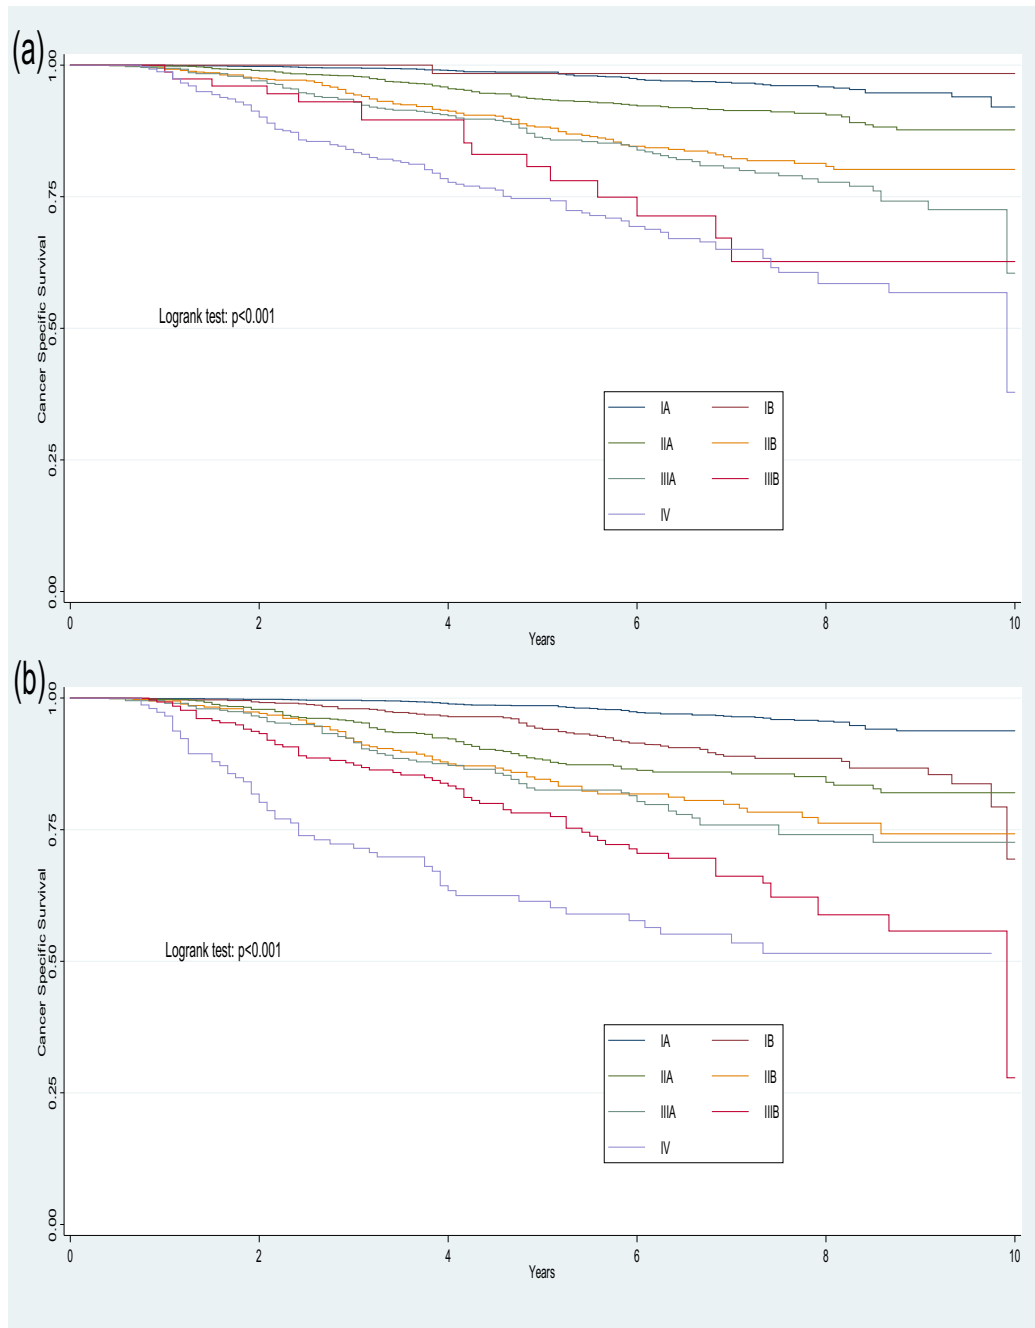 (a)
Cancer Specific Survival
1.00
0.75
0.50
0.25
0.00
Logrank test: p<0.001
IA IB
IIA IIB
IIIA IIIB
IV
0 2 4 6 8 10
Years
(b)
Cancer Specific Survival
1.00
0.75
0.50
0.25
0.00
Logrank test: p<0.001
IA IB
IIA IIB
IIIA IIIB
IV
0 2 4 6 8 10
Years